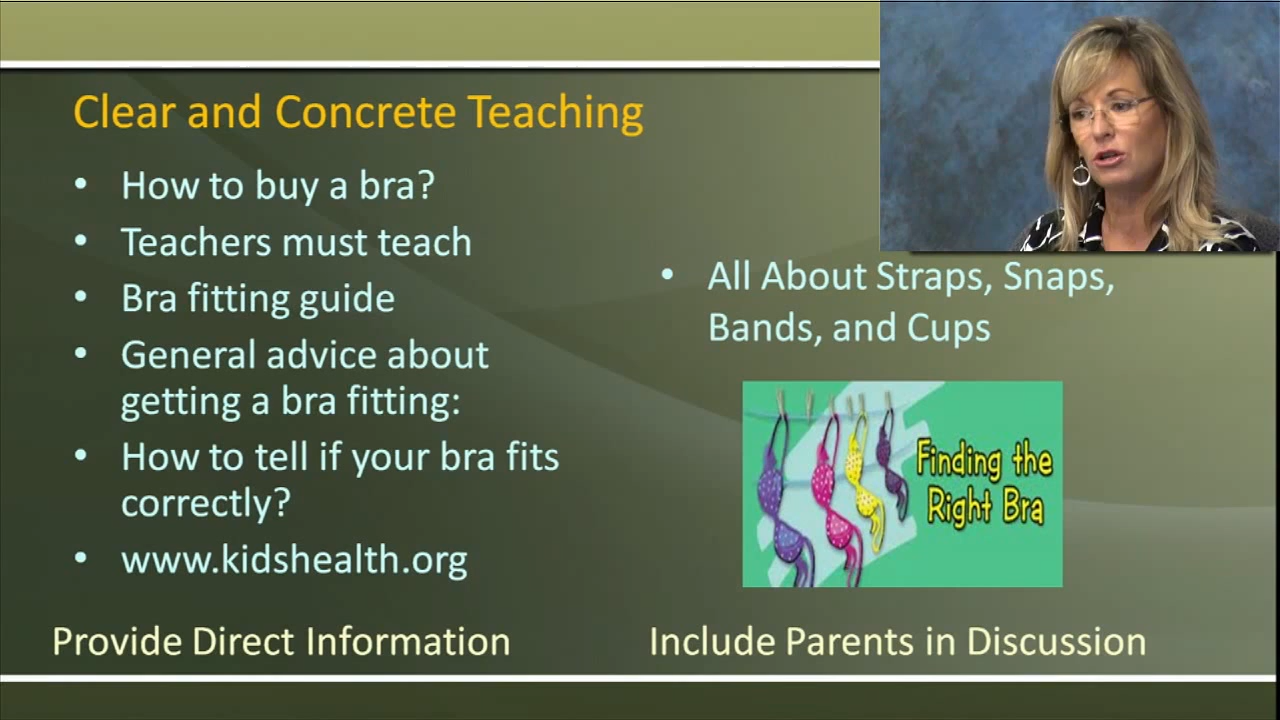 Clear and Concrete Teaching
• How to buy a bra?
• Teachers must teach
• Bra fitting guide
• General advice about
getting a bra fitting:
• How to tell if your bra fits
correctly?
• www.kidshealth.org
Provide Direct Information
• All About Straps, Snaps,
Bands, and Cups
Finding the
Right Bra
Include Parents in Discussion